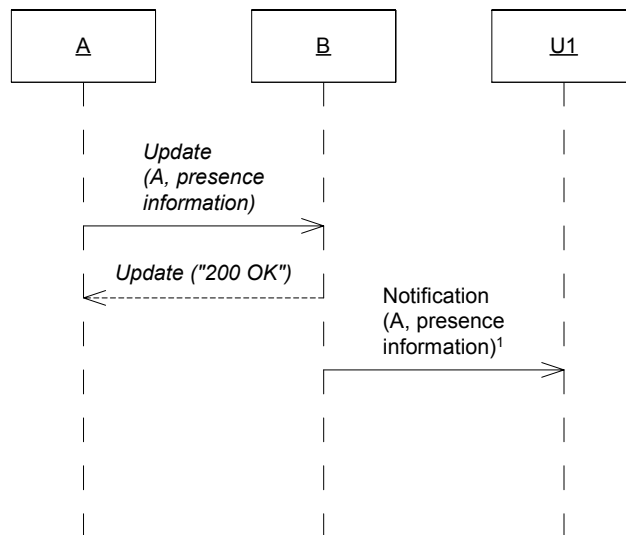 A
B
U1
Update
(A, presence
information)
Update ("200 OK")
Notification
(A, presence
information)¹